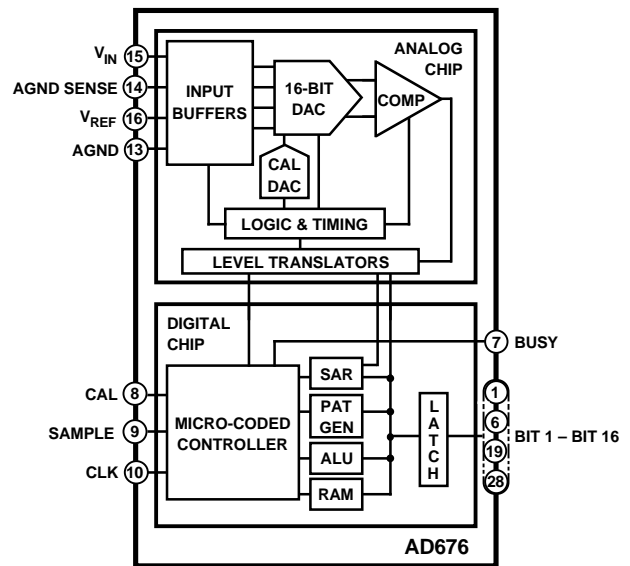 ANALOG
CHIP
V_IN 15
AGND SENSE 14
V_REF 16
AGND 13
INPUT
BUFFERS
16-BIT
DAC
COMP
CAL
DAC
LOGIC & TIMING
LEVEL TRANSLATORS
DIGITAL
CHIP
7 BUSY
CAL 8
SAMPLE 9
CLK 10
MICRO-CODED
CONTROLLER
SAR
PAT
GEN
ALU
RAM
L
A
T
C
H
1
6
19
28
BIT 1 – BIT 16
AD676